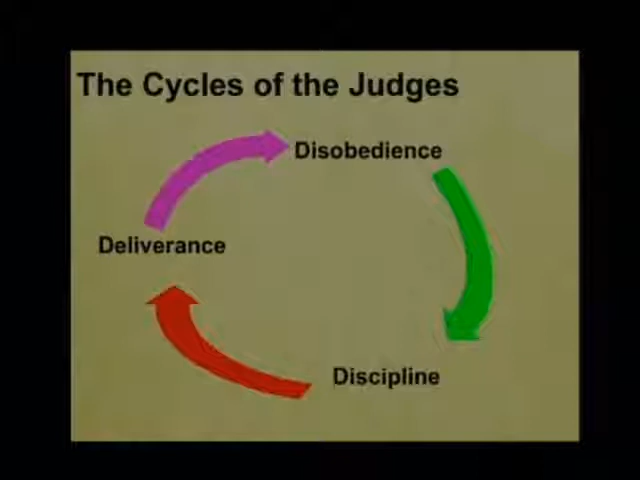 The Cycles of the Judges
Disobedience
Deliverance
Discipline